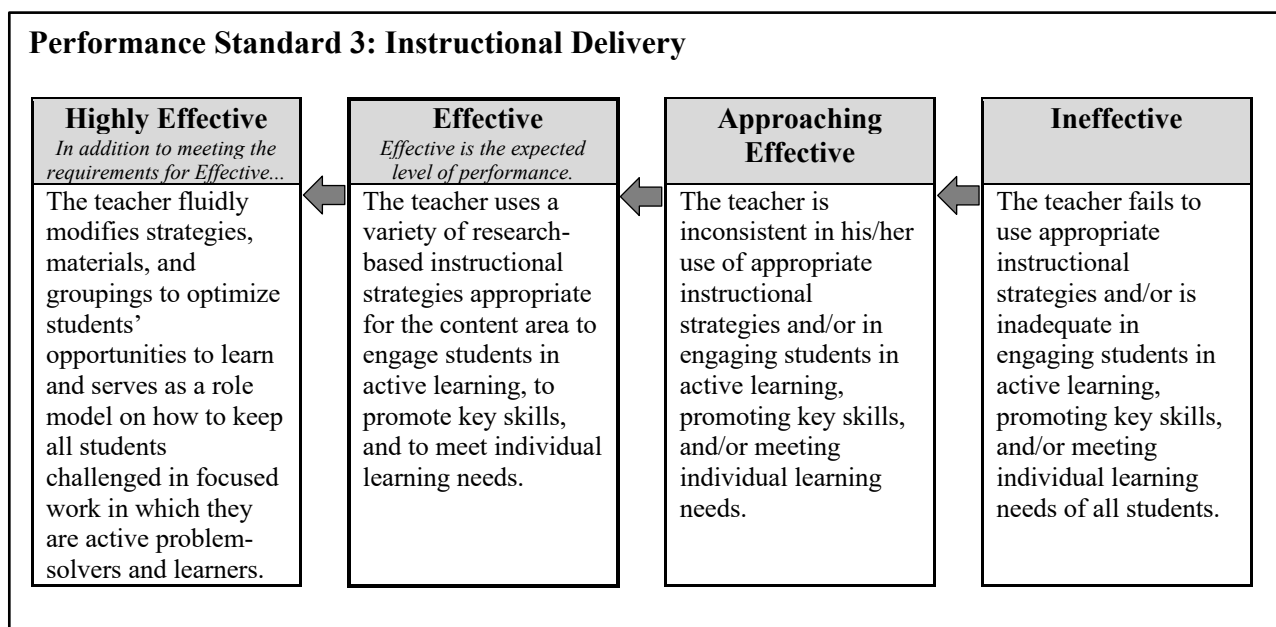 Performance Standard 3: Instructional Delivery
Highly Effective
In addition to meeting the
requirements for Effective...
The teacher fluidly
modifies strategies,
materials, and
groupings to optimize
students’
opportunities to learn
and serves as a role
model on how to keep
all students
challenged in focused
work in which they
are active problem-
solvers and learners.
Effective
Effective is the expected
level of performance.
The teacher uses a
variety of research-
based instructional
strategies appropriate
for the content area to
engage students in
active learning, to
promote key skills,
and to meet individual
learning needs.
Approaching
Effective
The teacher is
inconsistent in his/her
use of appropriate
instructional
strategies and/or in
engaging students in
active learning,
promoting key skills,
and/or meeting
individual learning
needs.
Ineffective
The teacher fails to
use appropriate
instructional
strategies and/or is
inadequate in
engaging students in
active learning,
promoting key skills,
and/or meeting
individual learning
needs of all students.